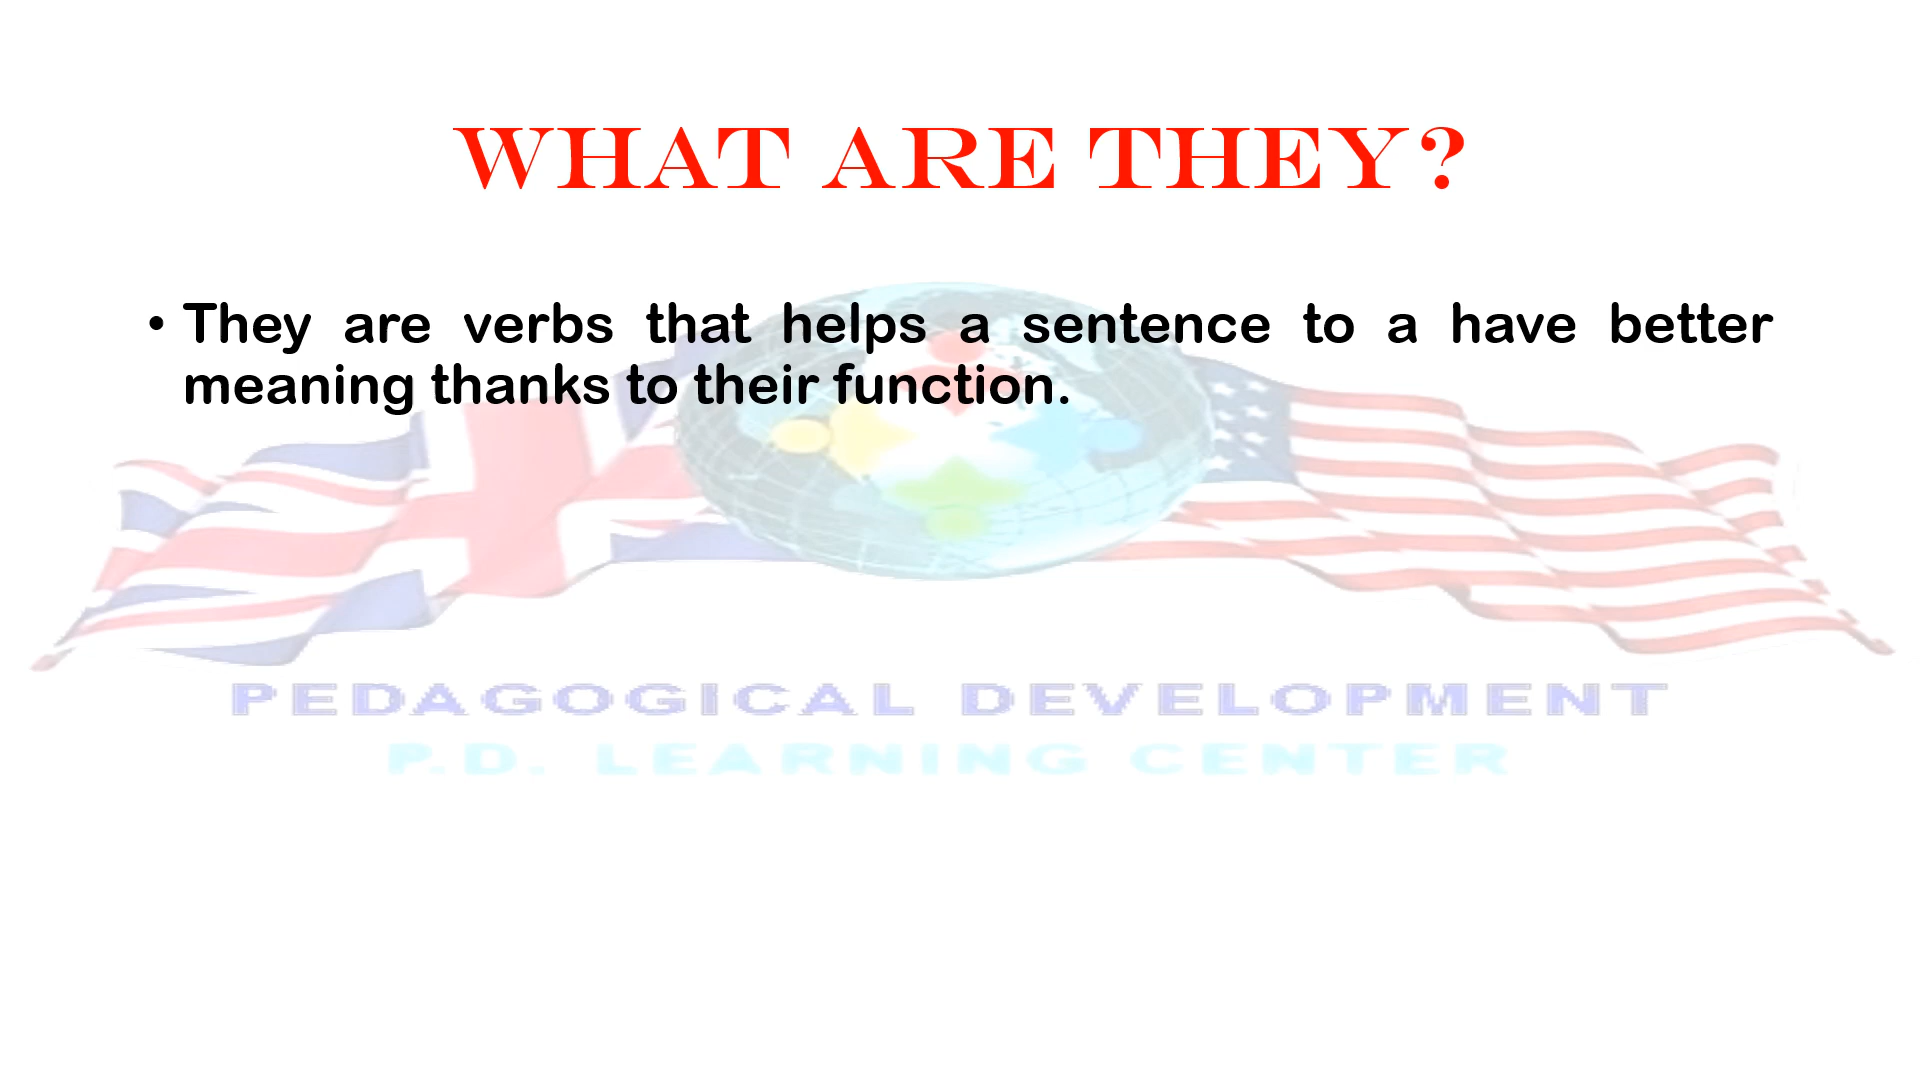 WHAT ARE THEY?
• They are verbs that helps a sentence to a have better
meaning thanks to their function.
PEDAGOGICAL DEVELOPMENT
P.D. LEARNING CENTER